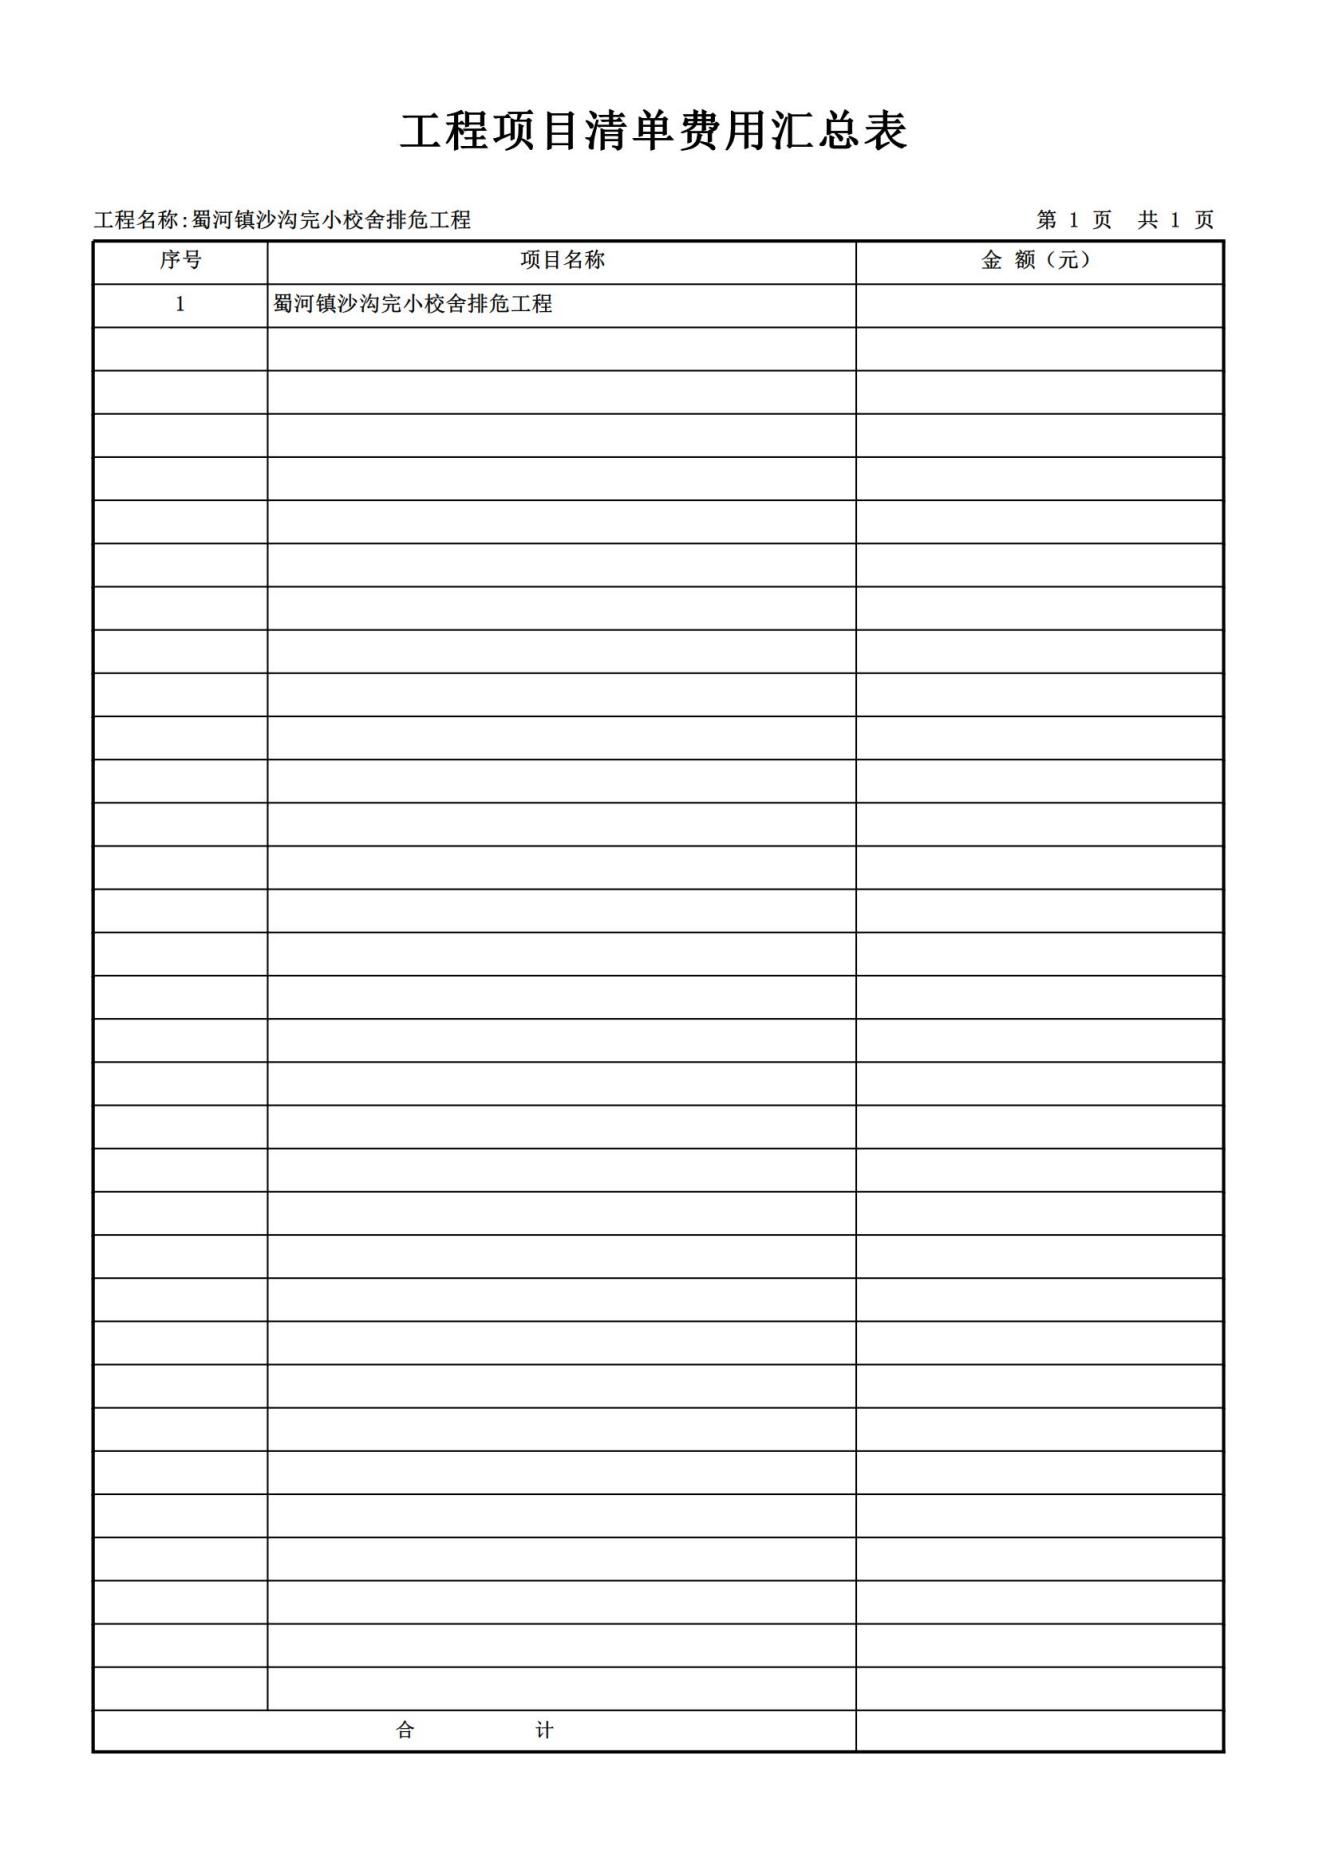 工程项目清单费用汇总表
工程名称:蜀河镇沙沟完小校舍排危工程 第 1 页 共 1 页
序号 项目名称 金 额（元）
1 蜀河镇沙沟完小校舍排危工程
合 计